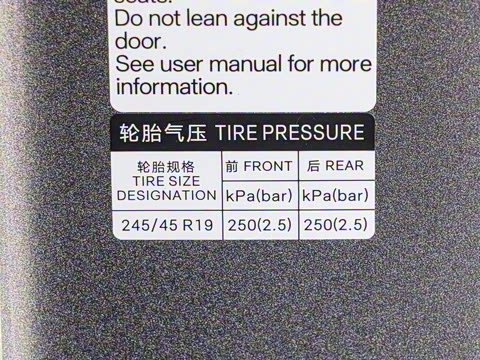 seats.
Do not lean against the
door.
See user manual for more
information.
轮胎气压 TIRE PRESSURE
轮胎规格 前 FRONT 后 REAR
TIRE SIZE
DESIGNATION kPa(bar) kPa(bar)
245/45 R19 250(2.5) 250(2.5)